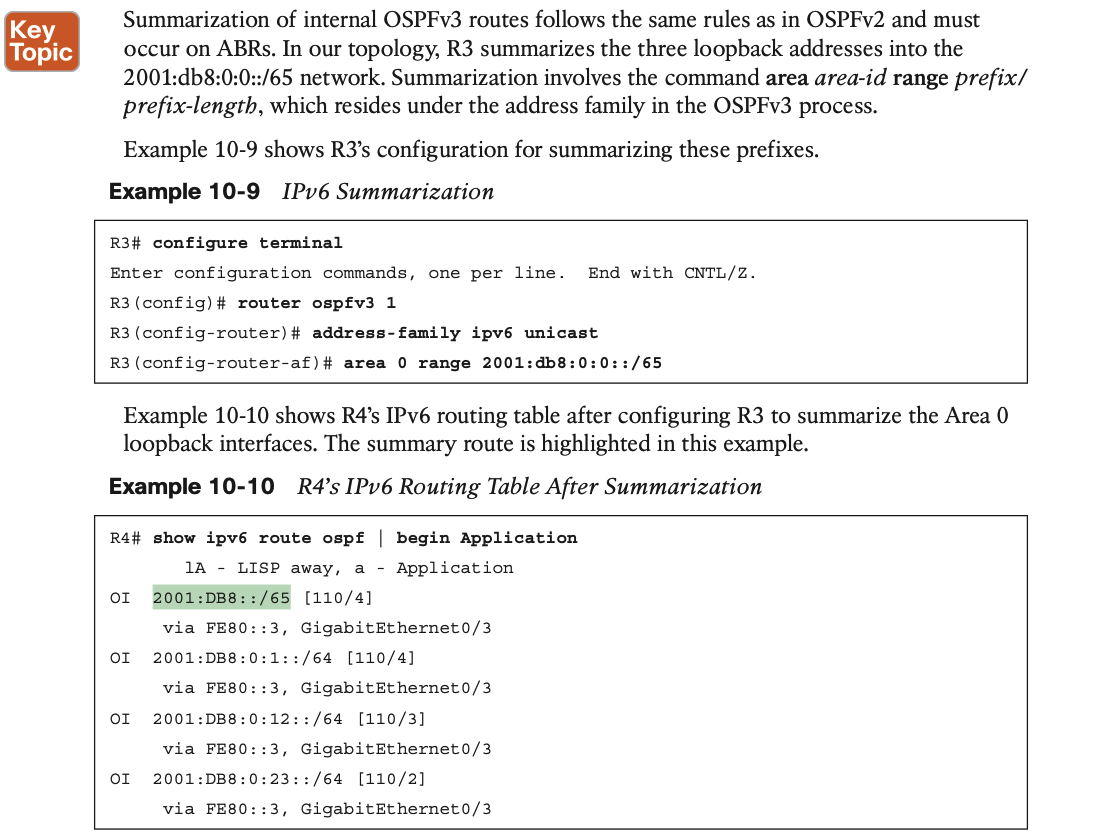 Key
Topic
Summarization of internal OSPFv3 routes follows the same rules as in OSPFv2 and must
occur on ABRs. In our topology, R3 summarizes the three loopback addresses into the
2001:db8:0:0::/65 network. Summarization involves the command area area-id range prefix/
prefix-length, which resides under the address family in the OSPFv3 process.
Example 10-9 shows R3’s configuration for summarizing these prefixes.
Example 10-9 IPv6 Summarization
R3# configure terminal
Enter configuration commands, one per line. End with CNTL/Z.
R3(config)# router ospfv3 1
R3(config-router)# address-family ipv6 unicast
R3(config-router-af)# area 0 range 2001:db8:0:0::/65
Example 10-10 shows R4’s IPv6 routing table after configuring R3 to summarize the Area 0
loopback interfaces. The summary route is highlighted in this example.
Example 10-10 R4’s IPv6 Routing Table After Summarization
R4# show ipv6 route ospf | begin Application
lA - LISP away, a - Application
OI 2001:DB8::/65 [110/4]
via FE80::3, GigabitEthernet0/3
OI 2001:DB8:0:1::/64 [110/4]
via FE80::3, GigabitEthernet0/3
OI 2001:DB8:0:12::/64 [110/3]
via FE80::3, GigabitEthernet0/3
OI 2001:DB8:0:23::/64 [110/2]
via FE80::3, GigabitEthernet0/3